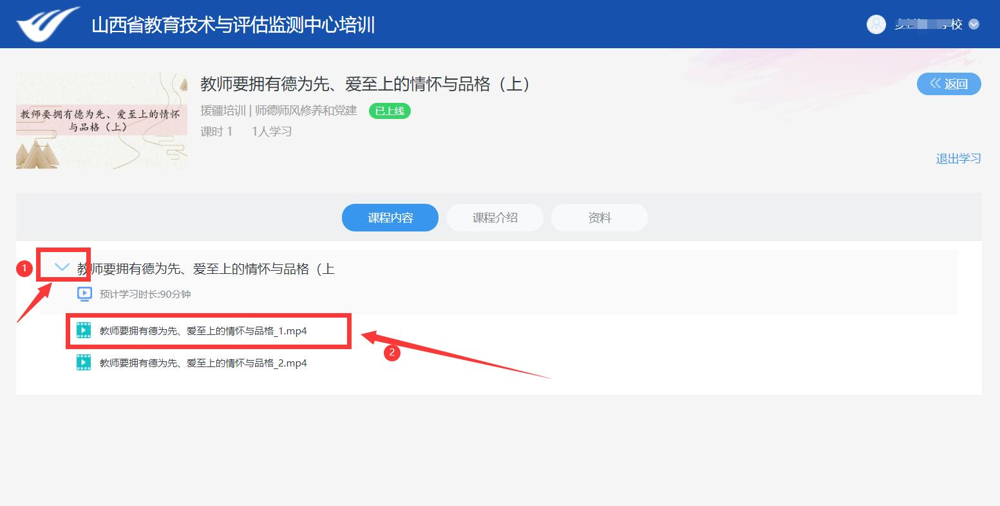 山西省教育技术与评估监测中心培训
校
教师要拥有德为先、爱至上的情怀
与品格（上）
教师要拥有德为先、爱至上的情怀与品格（上）
援疆培训 | 师德师风修养和党建 已上线
课时 1 1人学习
返回
退出学习
课程内容 课程介绍 资料
1
教师要拥有德为先、爱至上的情怀与品格（上
预计学习时长:90分钟
教师要拥有德为先、爱至上的情怀与品格_1.mp4
2
教师要拥有德为先、爱至上的情怀与品格_2.mp4